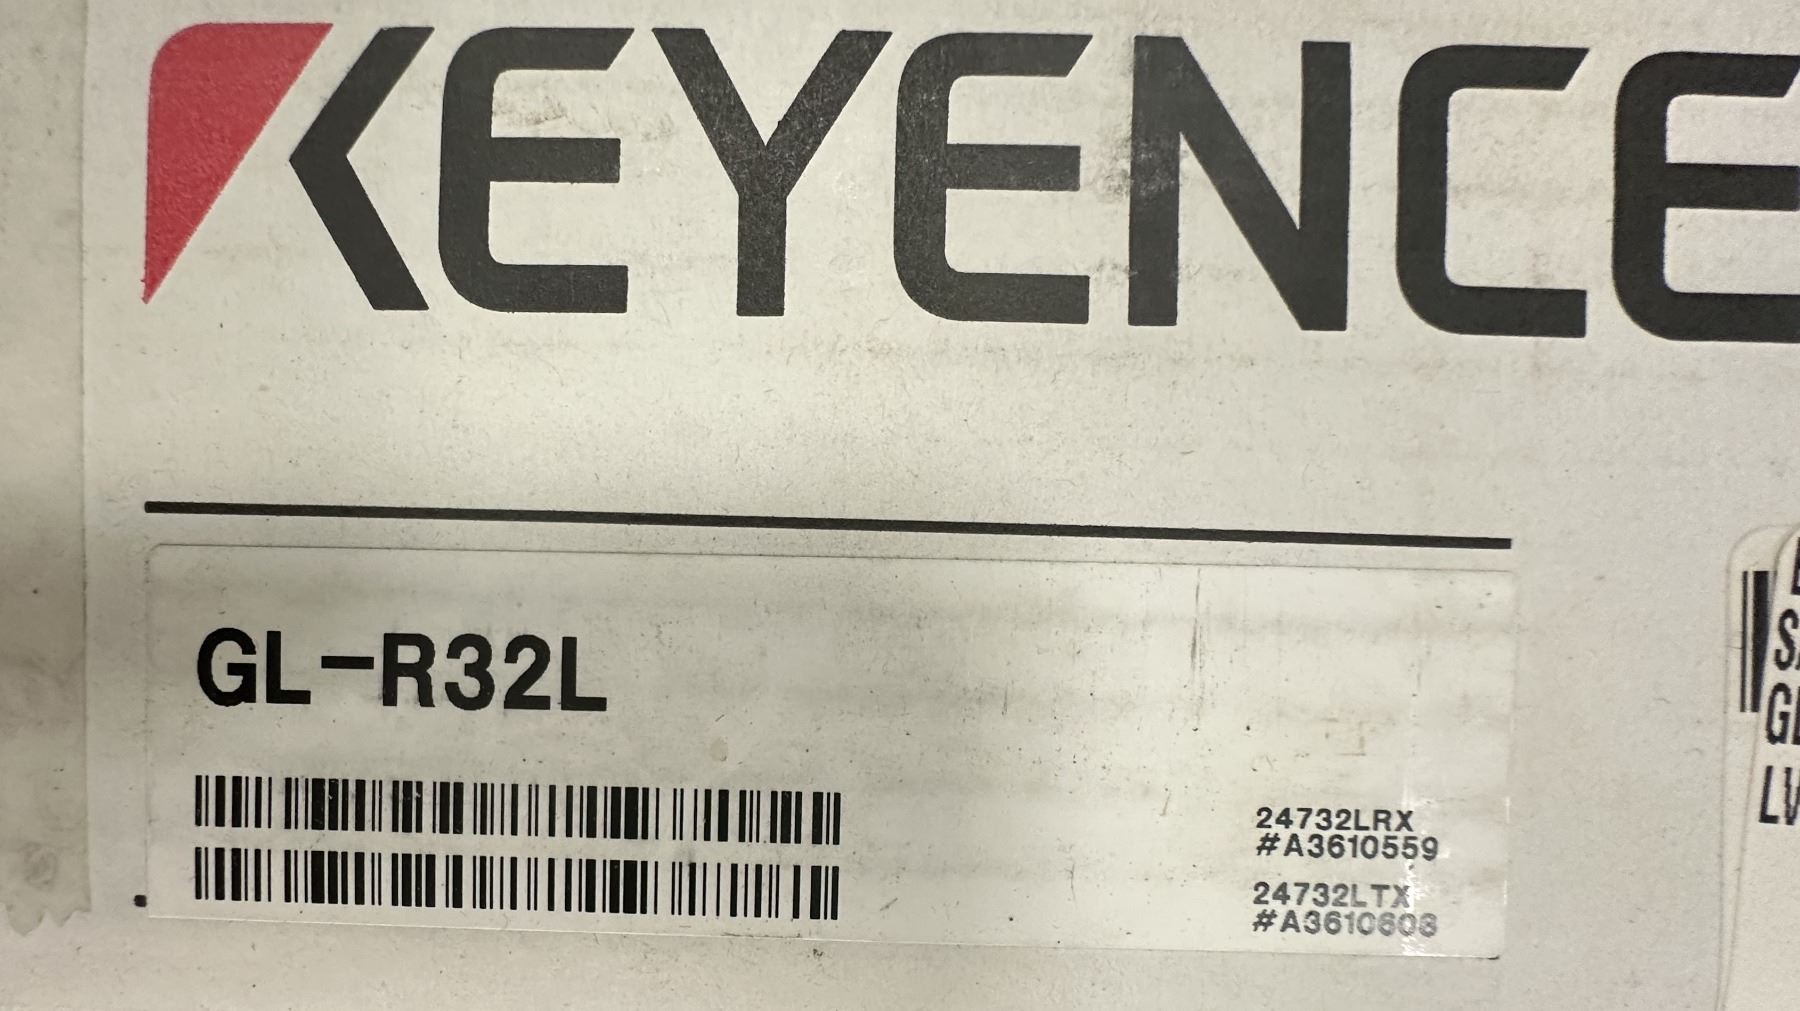 KEYENCE
GL-R32L
24732LRX
#A3610559
24732LTX
#A3610608